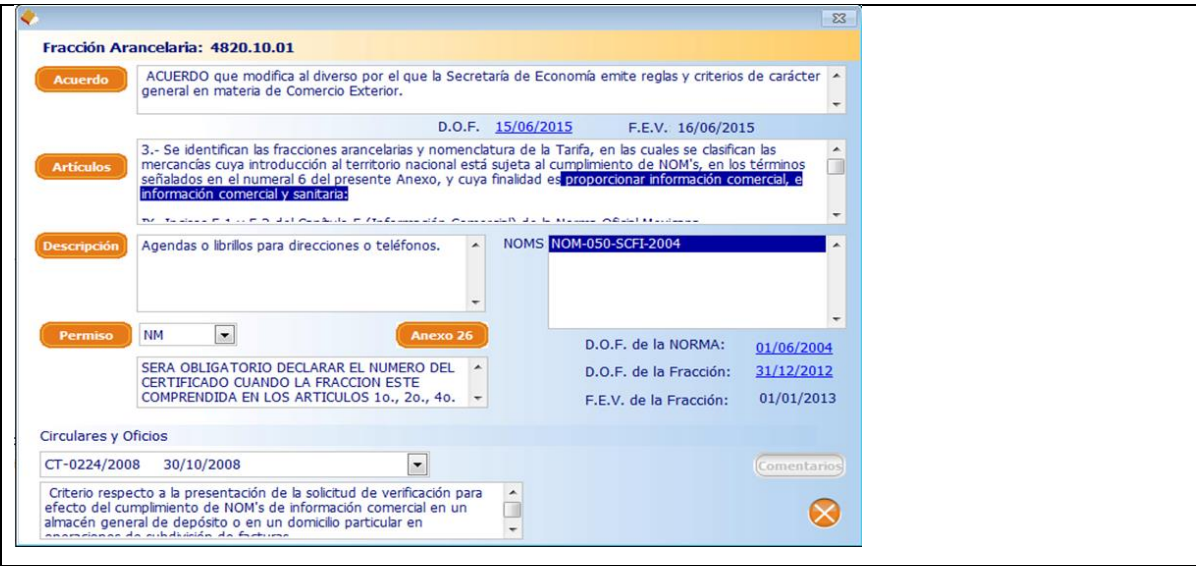 Fracción Arancelaria: 4820.10.01
Acuerdo
ACUERDO que modifica al diverso por el que la Secretaría de Economía emite reglas y criterios de carácter
general en materia de Comercio Exterior.
D.O.F. 15/06/2015 F.E.V. 16/06/2015
Artículos
3.- Se identifican las fracciones arancelarias y nomenclatura de la Tarifa, en las cuales se clasifican las
mercancías cuya introducción al territorio nacional está sujeta al cumplimiento de NOM's, en los términos
señalados en el numeral 6 del presente Anexo, y cuya finalidad es proporcionar información comercial, e
información comercial y sanitaria:
Descripción
Agendas o librillos para direcciones o teléfonos.
NOMS NOM-050-SCFI-2004
Permiso NM Anexo 26
SERA OBLIGATORIO DECLARAR EL NUMERO DEL
CERTIFICADO CUANDO LA FRACCION ESTE
COMPRENDIDA EN LOS ARTICULOS 1o., 2o., 4o.
D.O.F. de la NORMA: 01/06/2004
D.O.F. de la Fracción: 31/12/2012
F.E.V. de la Fracción: 01/01/2013
Circulares y Oficios
CT-0224/2008 30/10/2008
Comentarios
Criterio respecto a la presentación de la solicitud de verificación para
efecto del cumplimiento de NOM's de información comercial en un
almacén general de depósito o en un domicilio particular en
operaciones de subdivisión de facturas